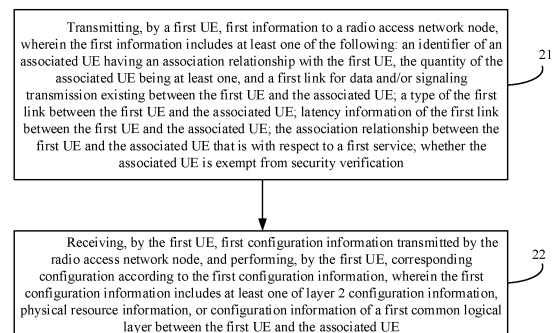 Transmitting, by a first UE, first information to a radio access network node,
wherein the first information includes at least one of the following: an identifier of an
associated UE having an association relationship with the first UE, the quantity of the
associated UE being at least one, and a first link for data and/or signaling
transmission existing between the first UE and the associated UE; a type of the first
link between the first UE and the associated UE; latency information of the first link
between the first UE and the associated UE; the association relationship between the
first UE and the associated UE that is with respect to a first service; whether the
associated UE is exempt from security verification
21
Receiving, by the first UE, first configuration information transmitted by the
radio access network node, and performing, by the first UE, corresponding
configuration according to the first configuration information, wherein the first
configuration information includes at least one of layer 2 configuration information,
physical resource information, or configuration information of a first common logical
layer between the first UE and the associated UE
22